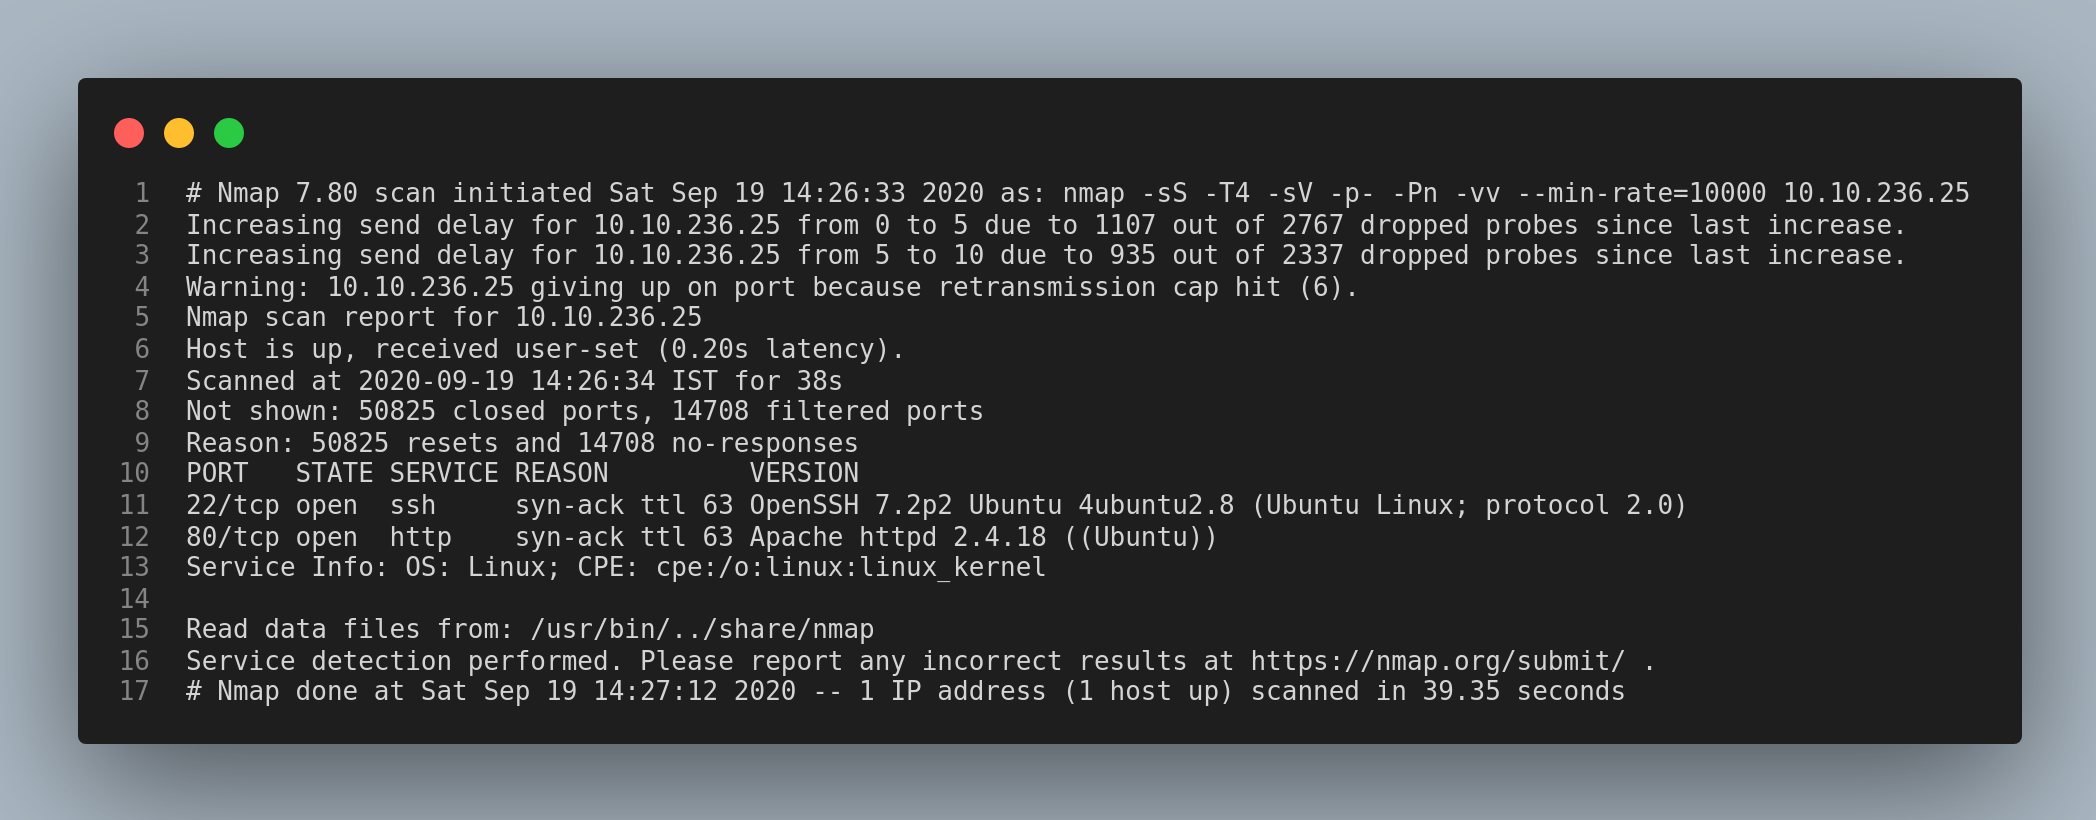 1 # Nmap 7.80 scan initiated Sat Sep 19 14:26:33 2020 as: nmap -sS -T4 -sV -p- -Pn -vv --min-rate=10000 10.10.236.25
2 Increasing send delay for 10.10.236.25 from 0 to 5 due to 1107 out of 2767 dropped probes since last increase.
3 Increasing send delay for 10.10.236.25 from 5 to 10 due to 935 out of 2337 dropped probes since last increase.
4 Warning: 10.10.236.25 giving up on port because retransmission cap hit (6).
5 Nmap scan report for 10.10.236.25
6 Host is up, received user-set (0.20s latency).
7 Scanned at 2020-09-19 14:26:34 IST for 38s
8 Not shown: 50825 closed ports, 14708 filtered ports
9 Reason: 50825 resets and 14708 no-responses
10 PORT   STATE SERVICE REASON         VERSION
11 22/tcp open  ssh     syn-ack ttl 63 OpenSSH 7.2p2 Ubuntu 4ubuntu2.8 (Ubuntu Linux; protocol 2.0)
12 80/tcp open  http    syn-ack ttl 63 Apache httpd 2.4.18 ((Ubuntu))
13 Service Info: OS: Linux; CPE: cpe:/o:linux:linux_kernel
14
15 Read data files from: /usr/bin/../share/nmap
16 Service detection performed. Please report any incorrect results at https://nmap.org/submit/ .
17 # Nmap done at Sat Sep 19 14:27:12 2020 -- 1 IP address (1 host up) scanned in 39.35 seconds